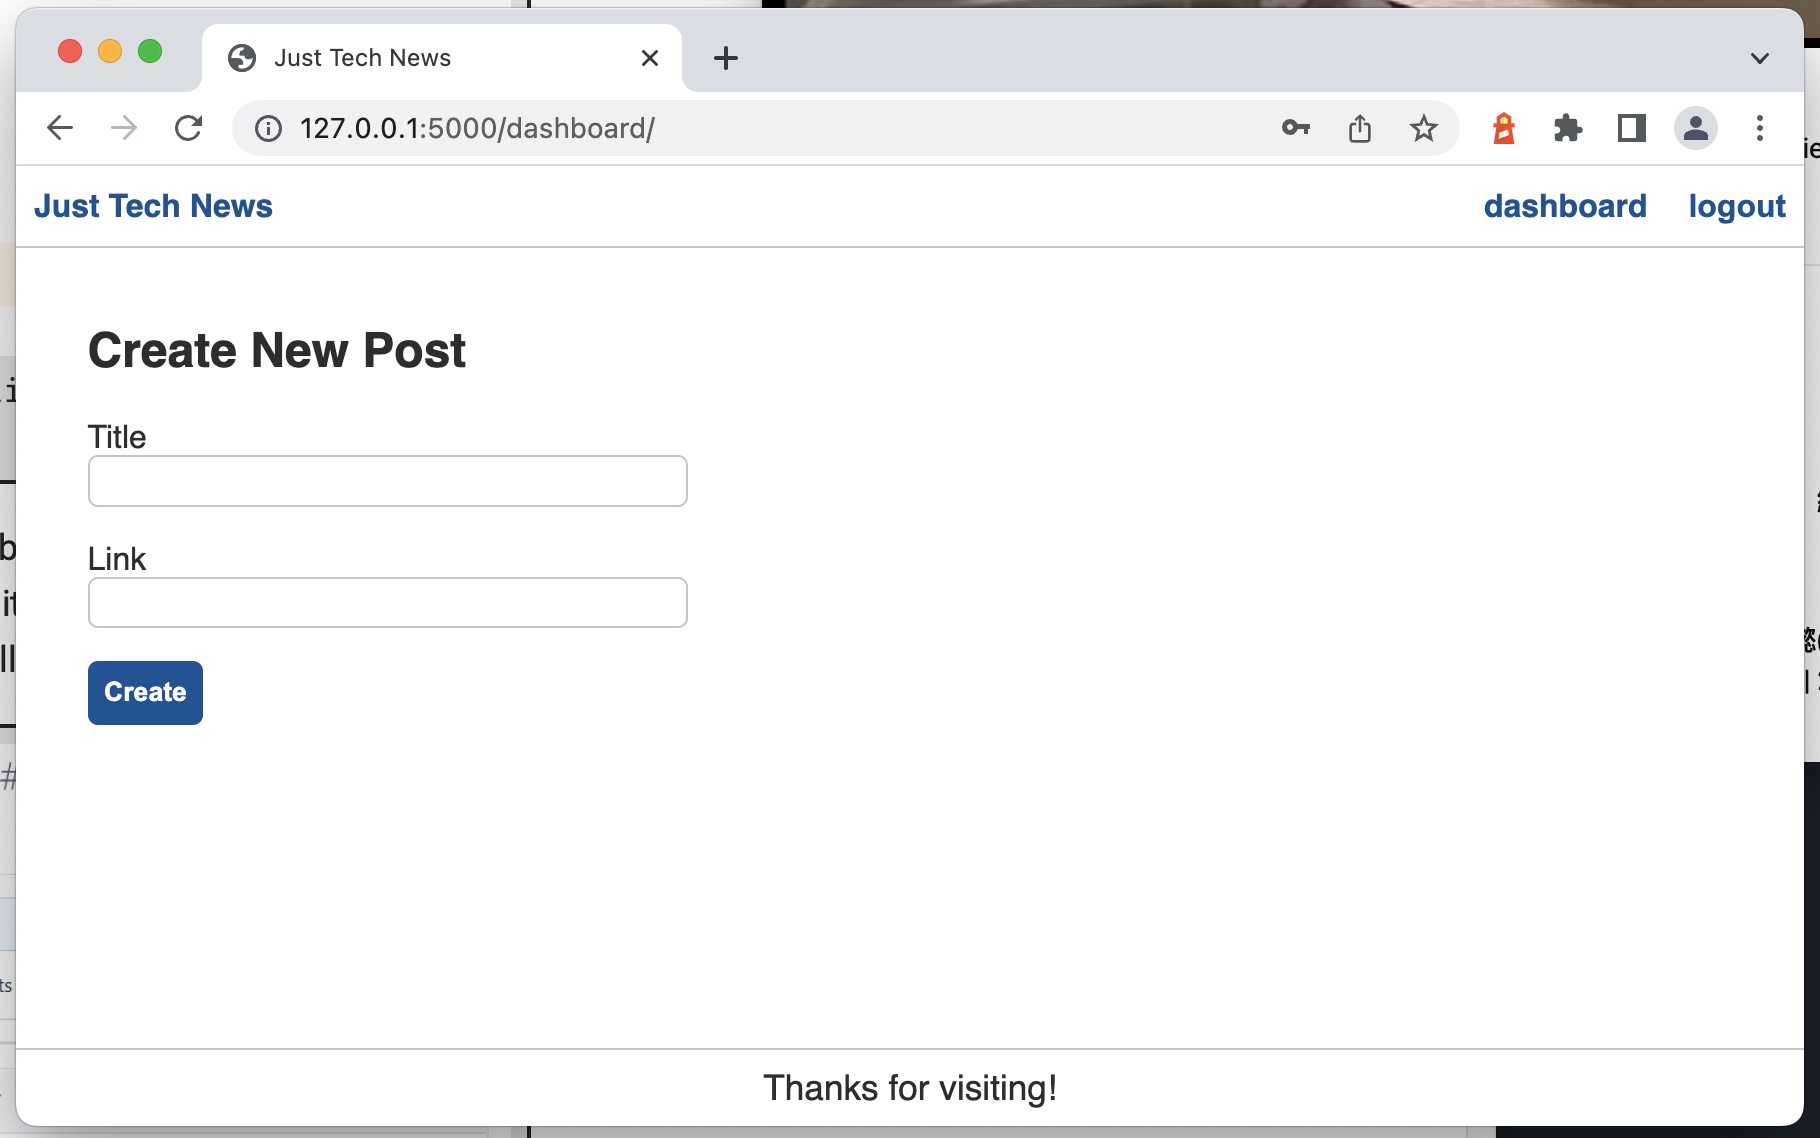 Just Tech News
127.0.0.1:5000/dashboard/
Just Tech News
dashboard logout
Create New Post
Title
Link
Create
Thanks for visiting!